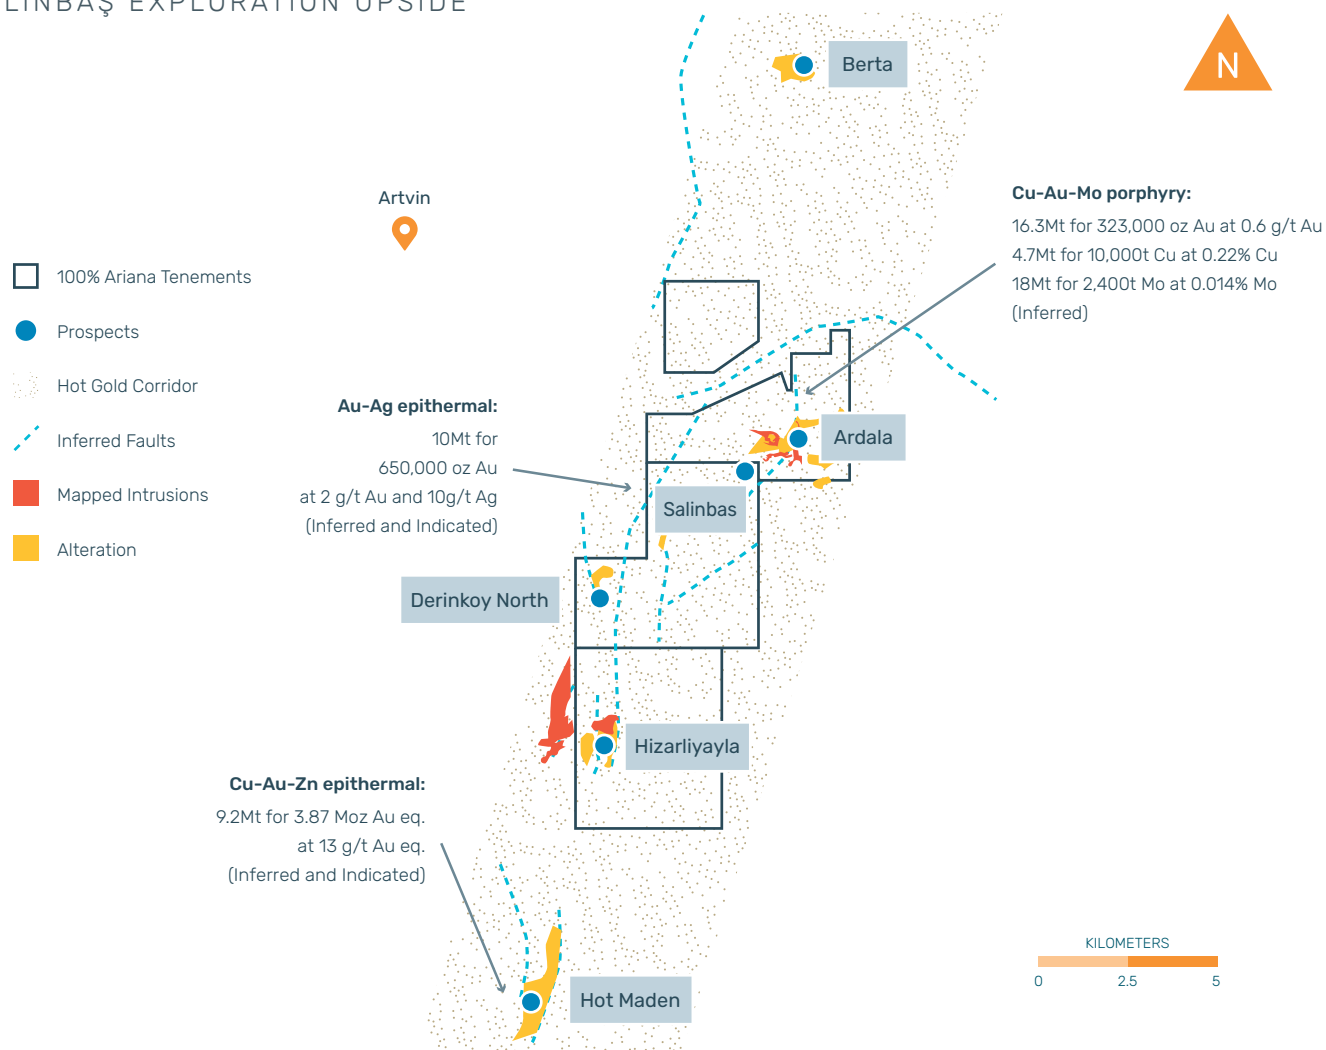 LINBAŞ EXPLORATION UPSIDE
Berta
N
Artvin
Cu-Au-Mo porphyry:
16.3Mt for 323,000 oz Au at 0.6 g/t Au
4.7Mt for 10,000t Cu at 0.22% Cu
18Mt for 2,400t Mo at 0.014% Mo
(Inferred)
100% Ariana Tenements
Prospects
Hot Gold Corridor
Inferred Faults
Mapped Intrusions
Alteration
Au-Ag epithermal:
10Mt for
650,000 oz Au
at 2 g/t Au and 10g/t Ag
(Inferred and Indicated)
Ardala
Salinbas
Derinkoy North
Hizarliyayla
Cu-Au-Zn epithermal:
9.2Mt for 3.87 Moz Au eq.
at 13 g/t Au eq.
(Inferred and Indicated)
Hot Maden
KILOMETERS
0 2.5 5